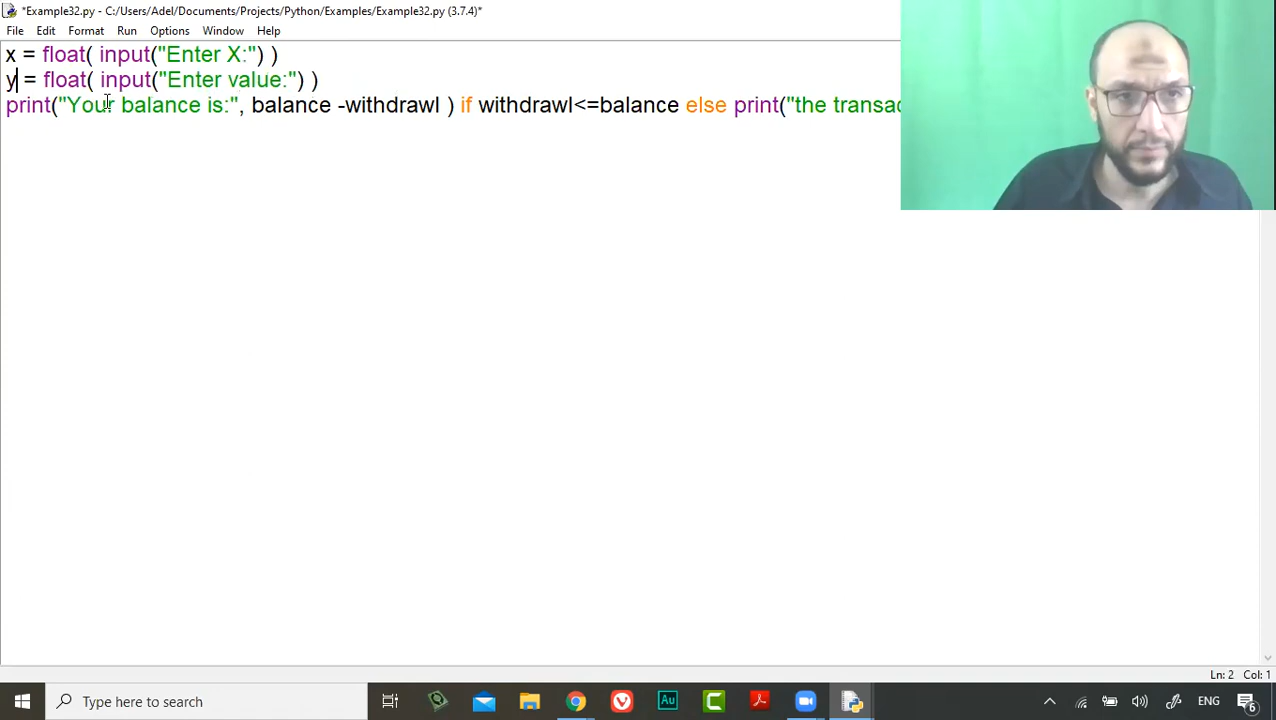 *Example32.py - C:/Users/Adel/Documents/Projects/Python/Examples/Example32.py (3.7.4)*
File Edit Format Run Options Window Help
x = float( input("Enter X:") )
y = float( input("Enter value:") )
print("Your balance is:", balance -withdrawl ) if withdrawl<=balance else print("the transac
Ln: 2 Col: 1
Type here to search
Au
ENG
6